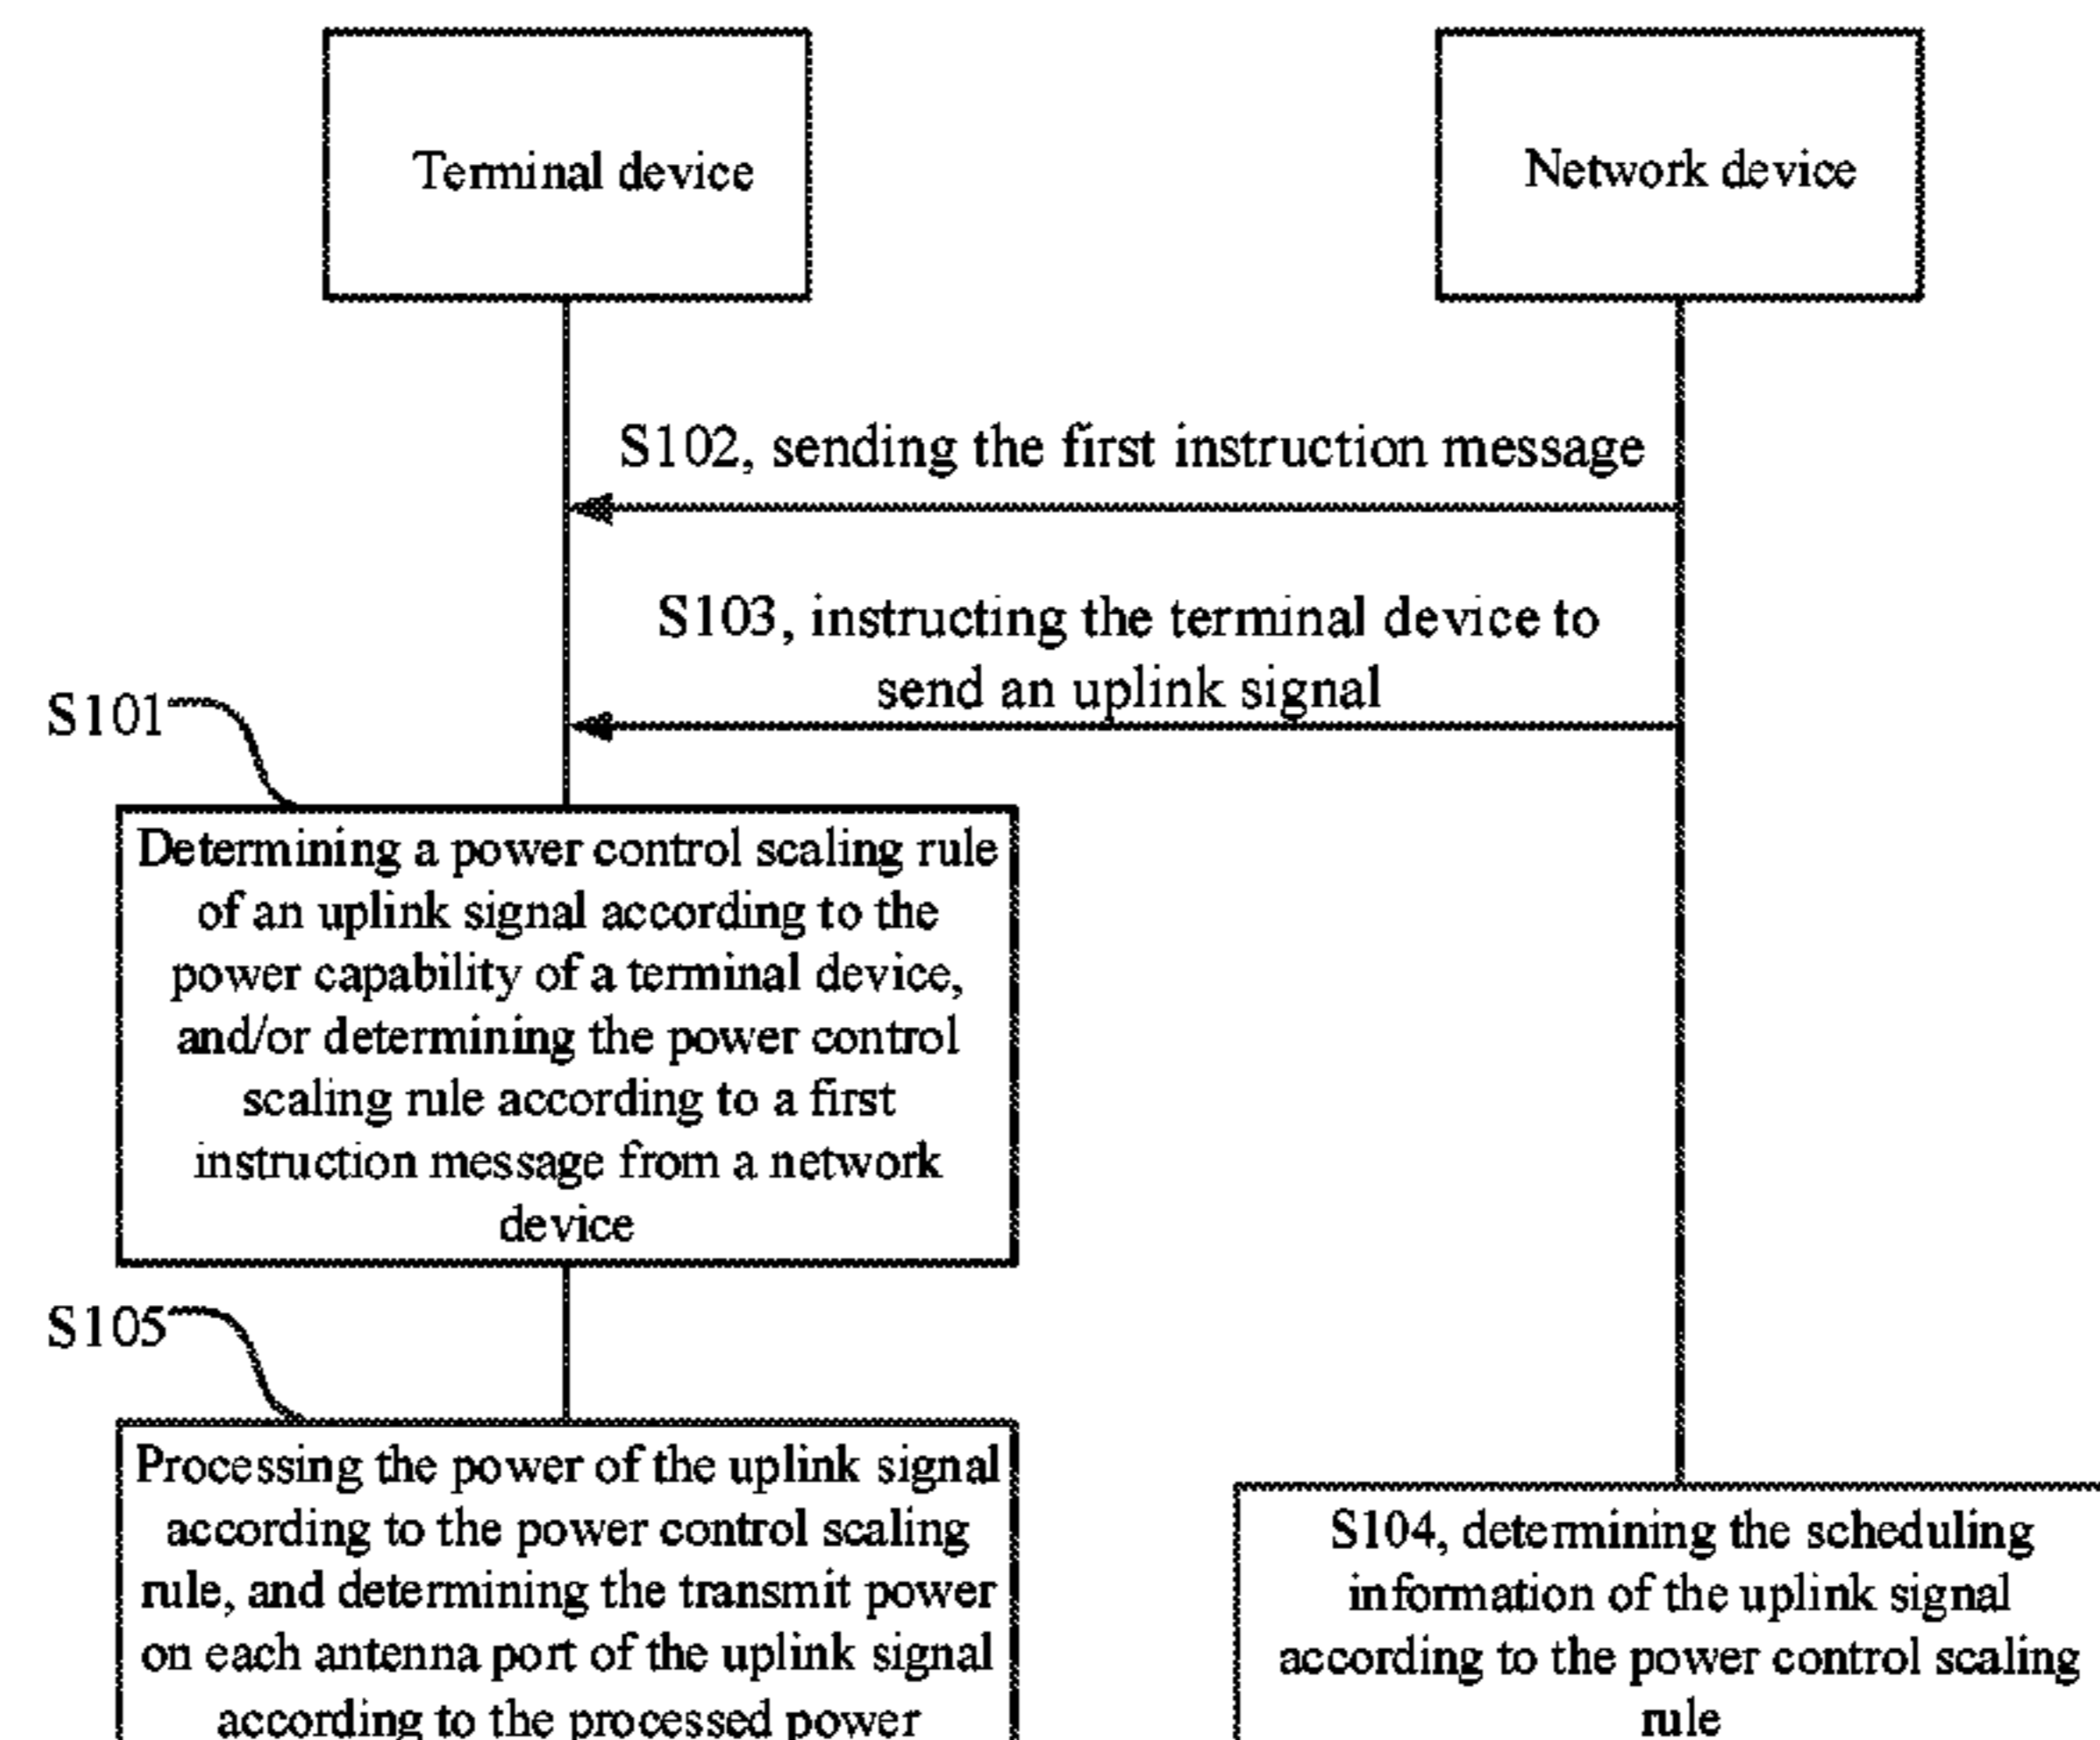 Terminal device
Network device
S102, sending the first instruction message
S103, instructing the terminal device to
send an uplink signal
S101
Determining a power control scaling rule
of an uplink signal according to the
power capability of a terminal device,
and/or determining the power control
scaling rule according to a first
instruction message from a network
device
S105
Processing the power of the uplink signal
according to the power control scaling
rule, and determining the transmit power
on each antenna port of the uplink signal
according to the processed power
S104, determining the scheduling
information of the uplink signal
according to the power control scaling
rule